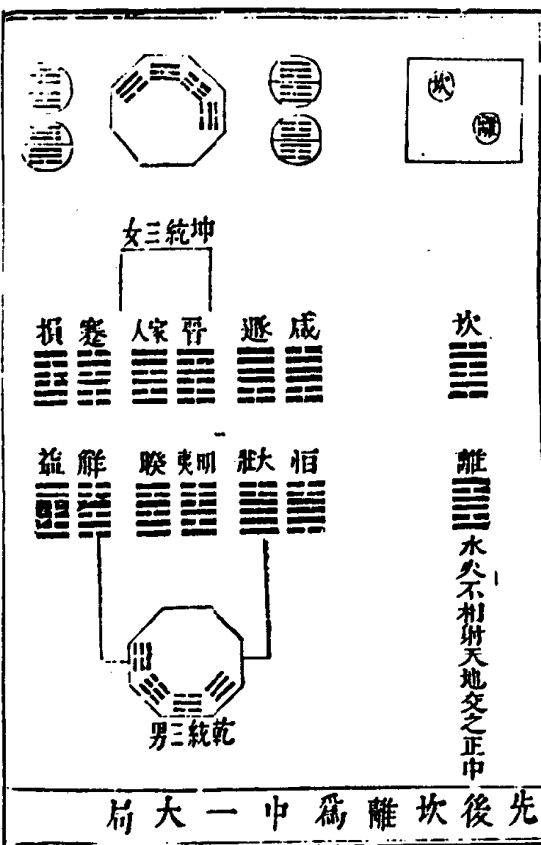 坎
離
坎
離
水火不相射天地交之正中
坤統三女
咸 遯 晉 家人 蹇 損
恒 大壯 明夷 睽 解 益
乾統三男
先後坎離爲中一大局